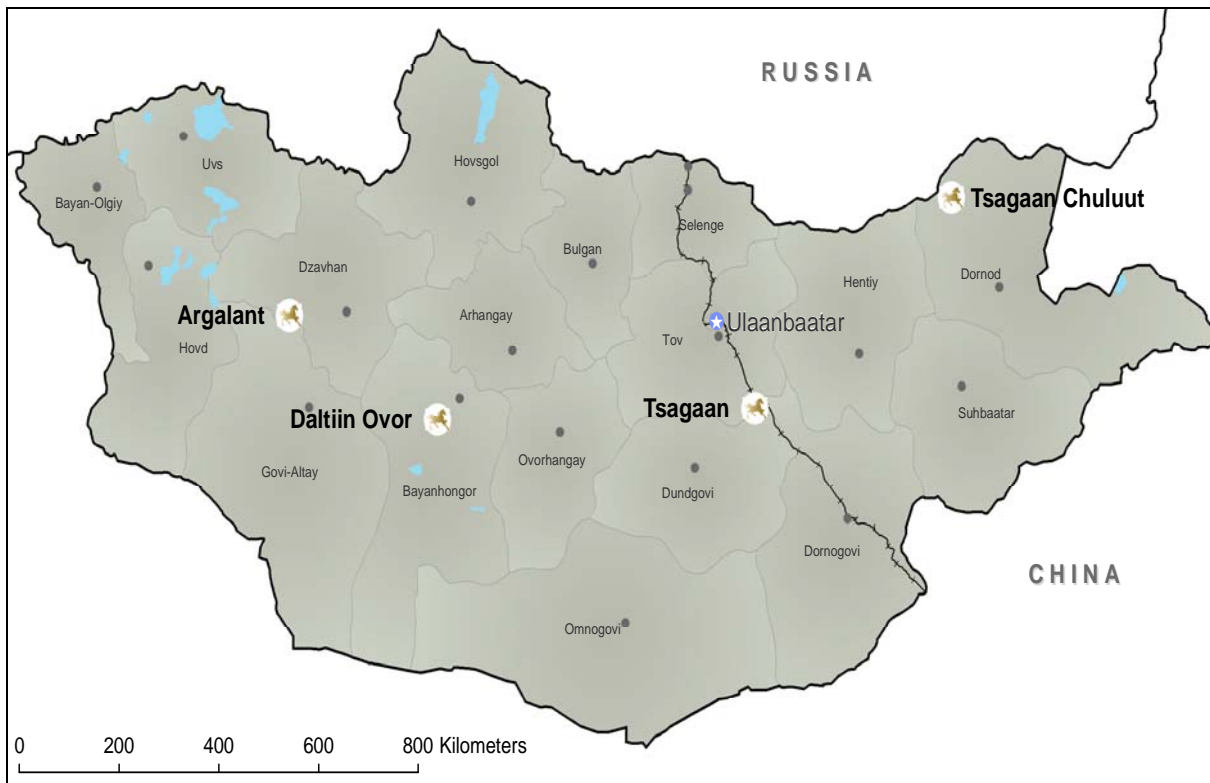 RUSSIA
Hovsgol
Uvs
Bayan-Olgiy
Tsagaan Chuluut
Selenge
Bulgan
Dzavhan
Hentiy
Dornod
Argalant
Arhangay
Ulaanbaatar
Tov
Hovd
Daltiin Ovor
Tsagaan
Suhbaatar
Ovorhangay
Govi-Altay
Bayanhongor
Dundgovi
Dornogovi
CHINA
Omnogovi
0 200 400 600 800 Kilometers